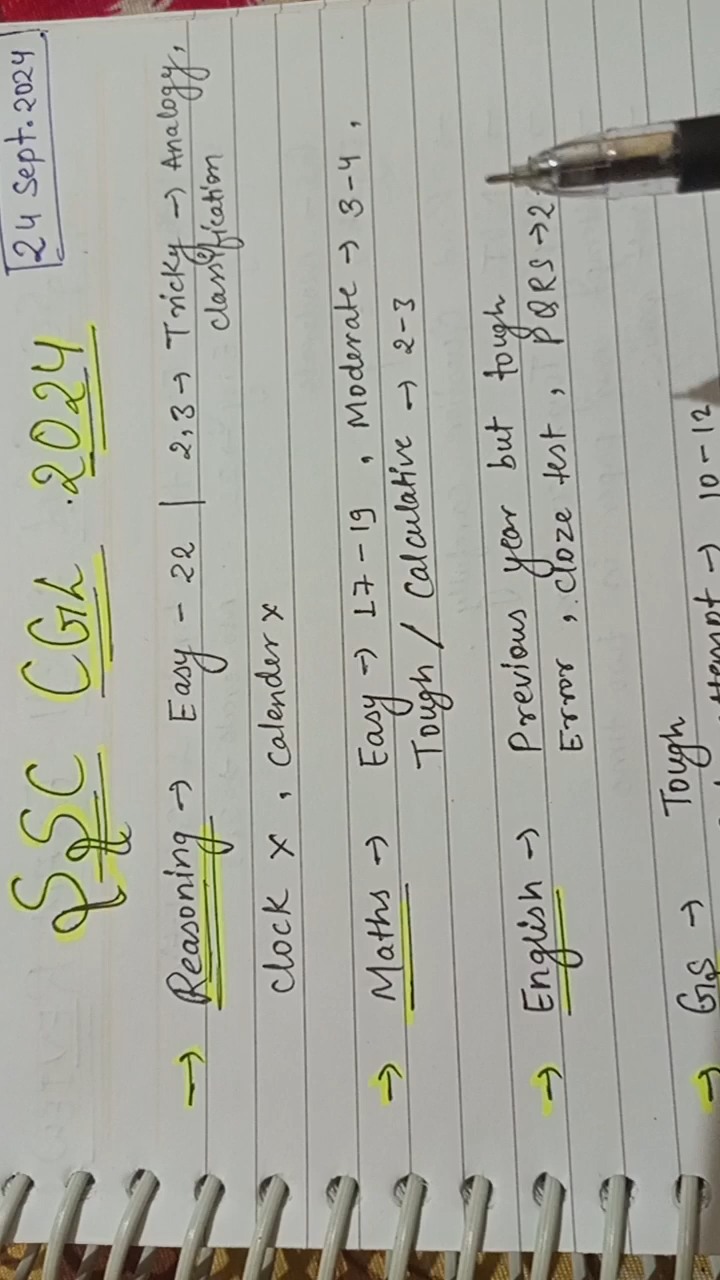 24 Sept. 2024
SSC CGL 2024
→ Reasoning → Easy - 22 | 2,3 → Tricky → Analogy,
classification
clock x , calender x
→ Maths → Easy → 17-19 , Moderate → 3-4 ,
Tough / Calculative → 2-3
→ English → Previous year but tough
Error , cloze test , PQRS → 2
→ GS → Tough
→ 10-12